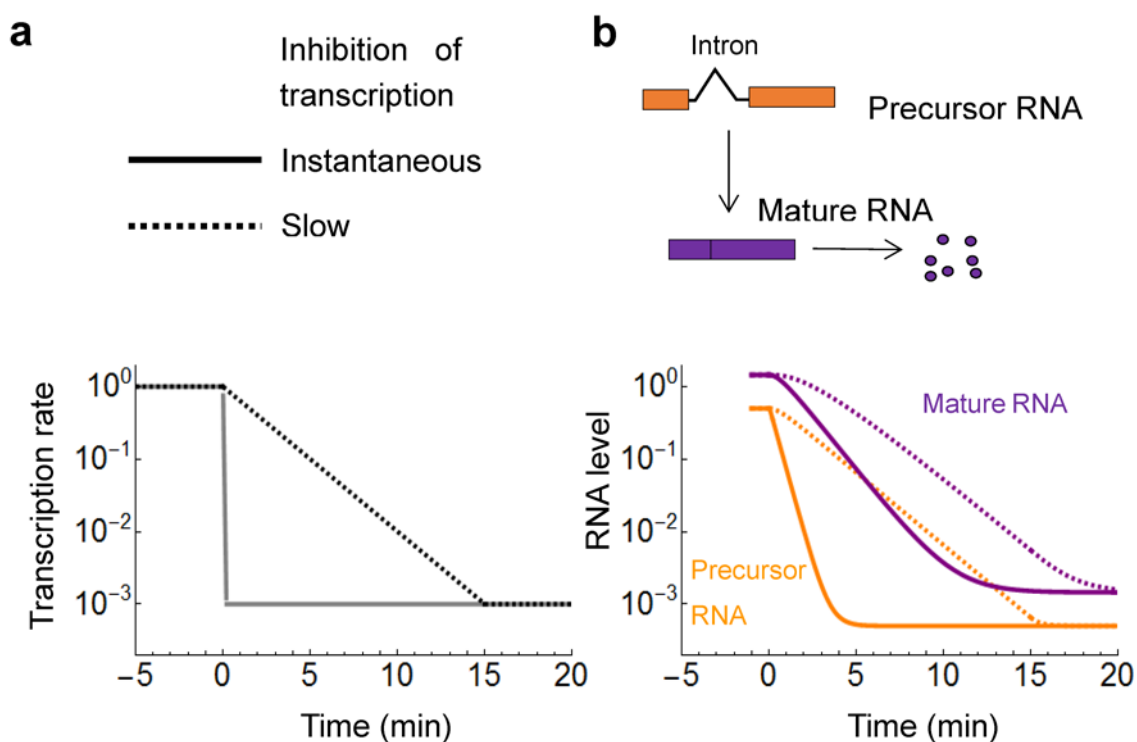 a
Inhibition of
transcription
Instantaneous
Slow
Transcription rate
10^0
10^-1
10^-2
10^-3
−5 0 5 10 15 20
Time (min)
b
Intron
Precursor RNA
Mature RNA
RNA level
10^0
10^-1
10^-2
10^-3
Mature RNA
Precursor
RNA
−5 0 5 10 15 20
Time (min)